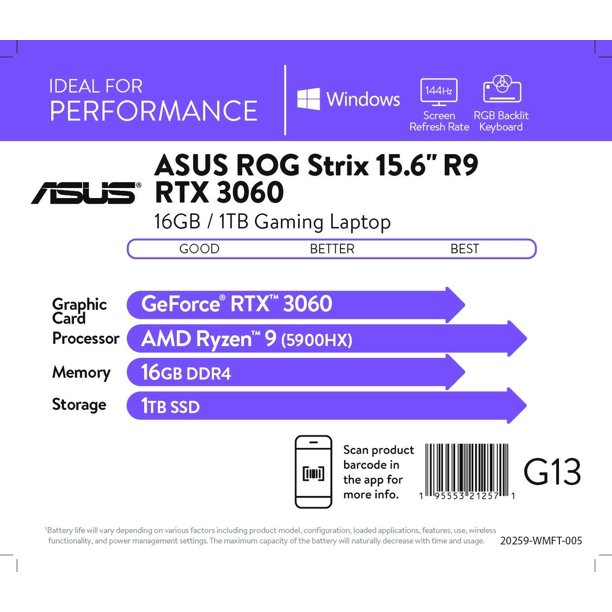 IDEAL FOR
PERFORMANCE
Windows
144Hz
Screen
Refresh Rate
RGB Backlit
Keyboard
ASUS®
ASUS ROG Strix 15.6” R9
RTX 3060
16GB / 1TB Gaming Laptop
GOOD BETTER BEST
Graphic
Card
GeForce® RTX™ 3060
Processor AMD Ryzen™ 9 (5900HX)
Memory 16GB DDR4
Storage 1TB SSD
Scan product
barcode in
the app for
more info.
1 95553 21257 1
G13
¹Battery life will vary depending on various factors including product model, configuration, loaded applications, features, use, wireless
functionality, and power management settings. The maximum capacity of the battery will naturally decrease with time and usage.
20259-WMFT-005